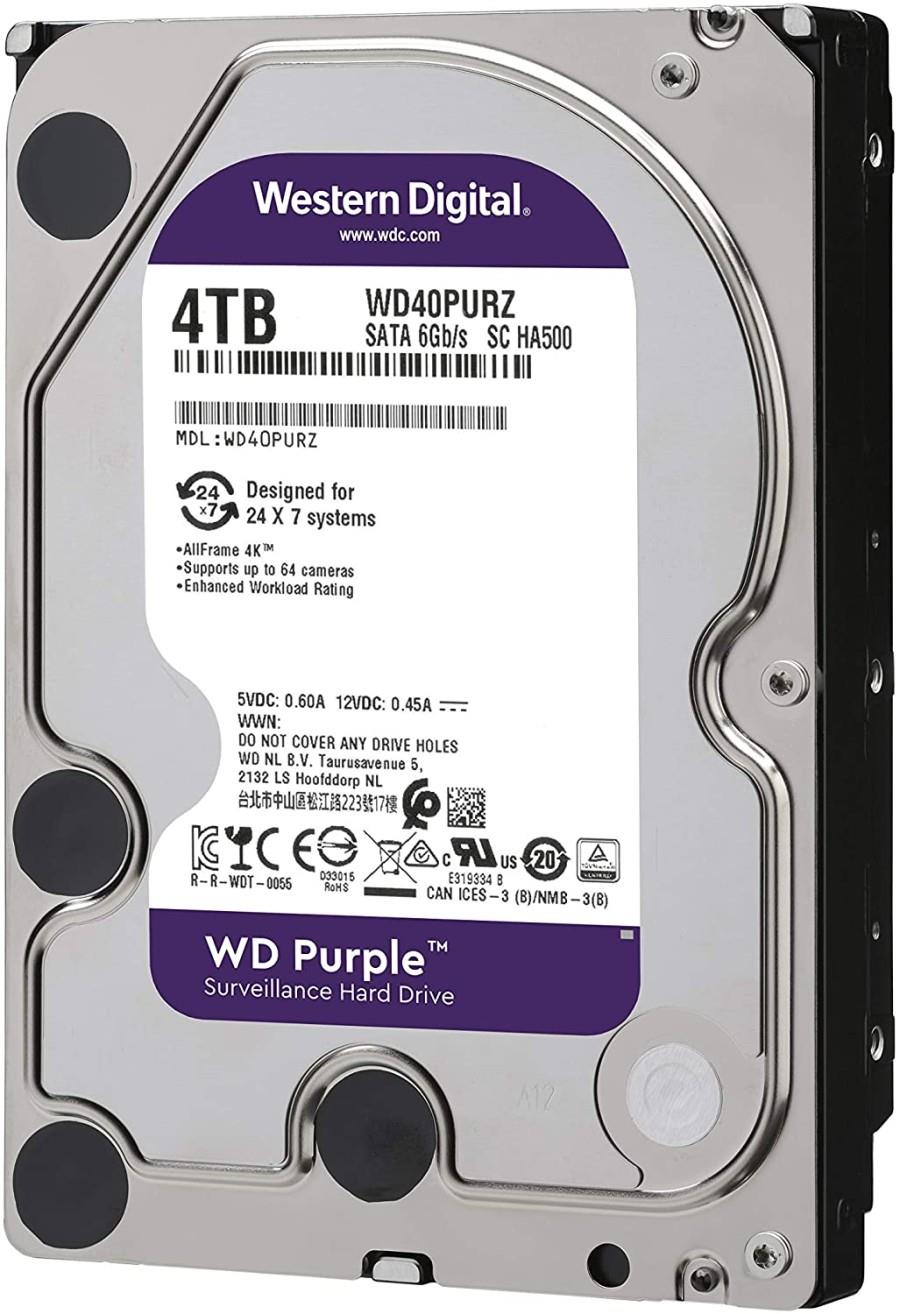 Western Digital®
www.wdc.com
4TB
WD40PURZ
SATA 6Gb/s SC HA500
MDL:WD40PURZ
24
x7
Designed for
24 X 7 systems
•AllFrame 4K™
•Supports up to 64 cameras
•Enhanced Workload Rating
5VDC: 0.60A 12VDC: 0.45A
WWN:
DO NOT COVER ANY DRIVE HOLES
WD NL B.V. Taurusavenue 5,
2132 LS Hoofddorp NL
台北市中山區松江路223號17樓
R-R-WDT-0055
D33015
RoHS
C US
E319334 B
20
CAN ICES-3 (B)/NMB-3(B)
WD Purple™
Surveillance Hard Drive
A12